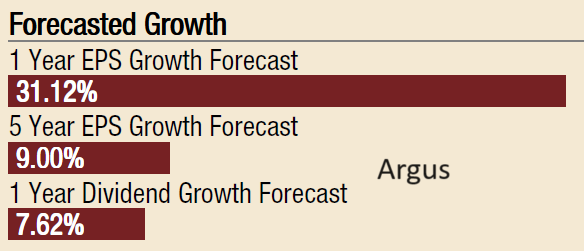 Forecasted Growth
1 Year EPS Growth Forecast
31.12%
5 Year EPS Growth Forecast
9.00%
Argus
1 Year Dividend Growth Forecast
7.62%